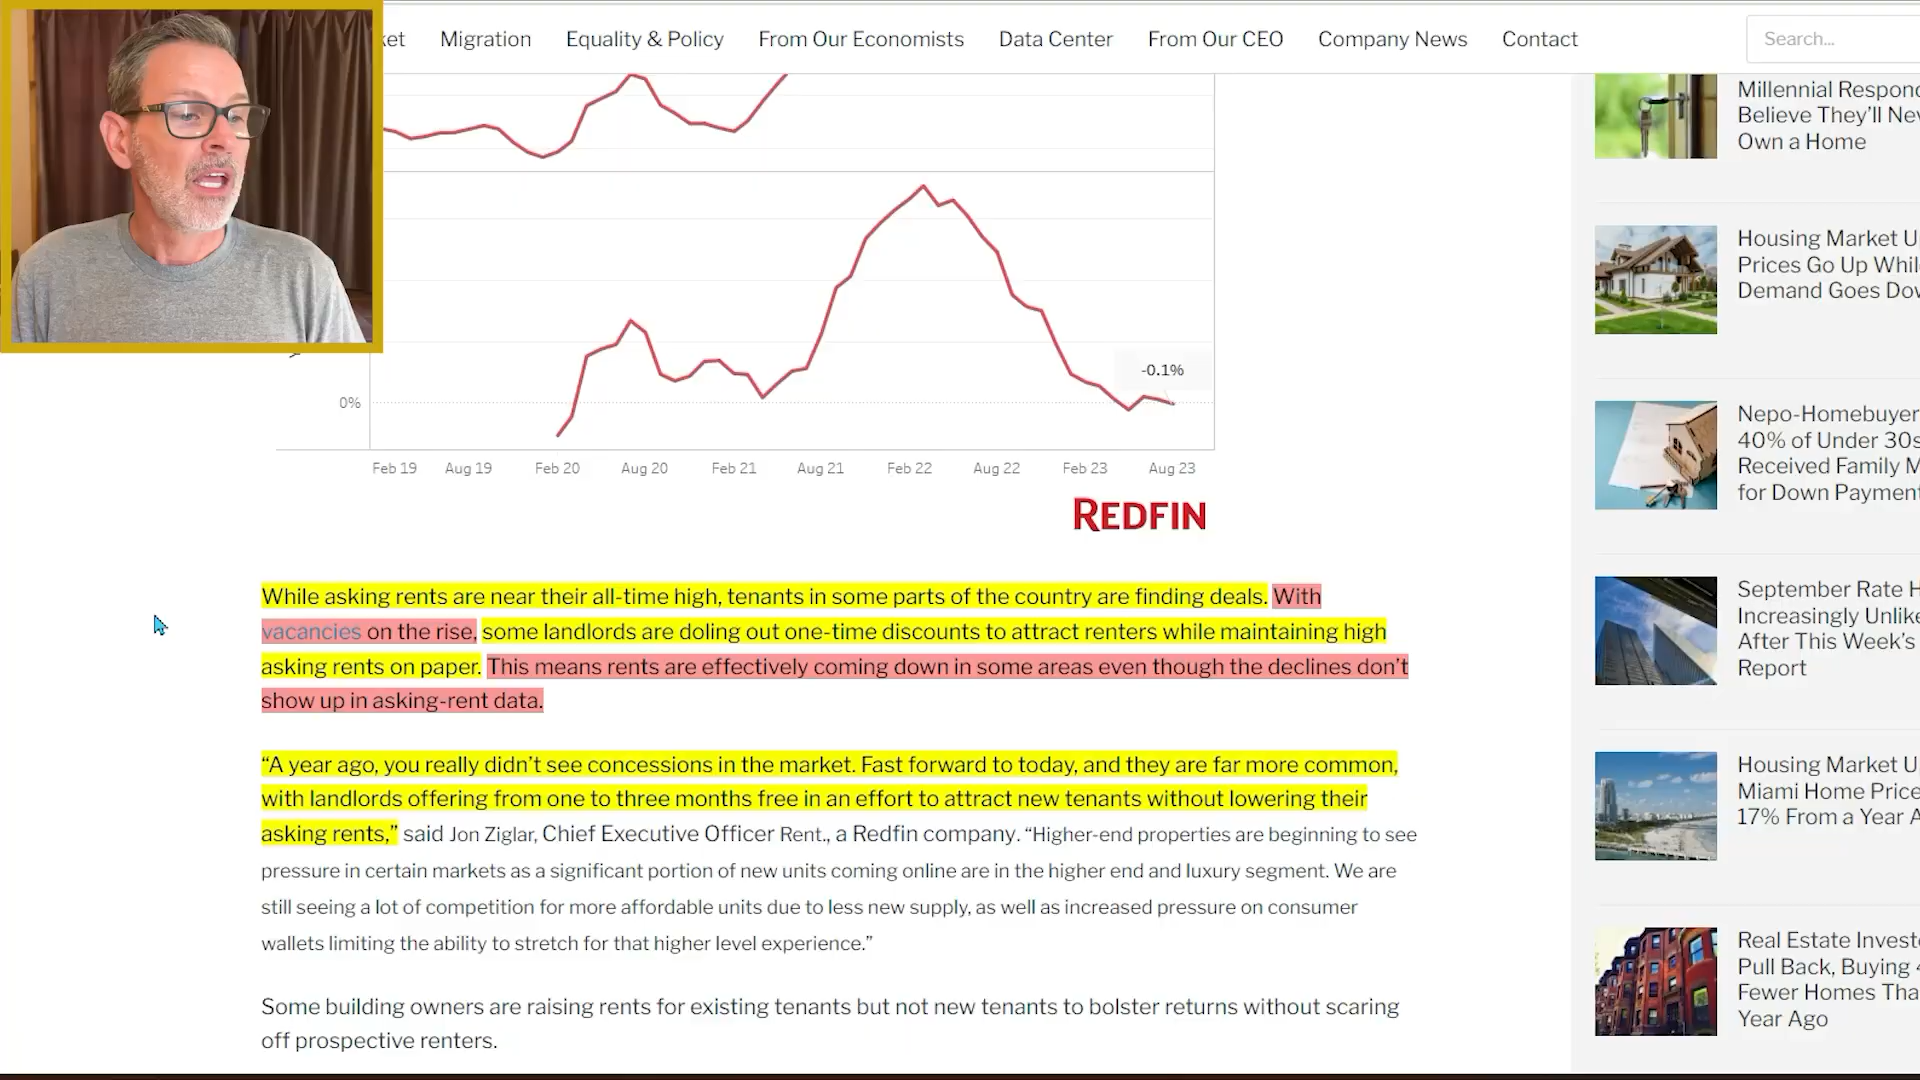 Migration Equality & Policy From Our Economists Data Center From Our CEO Company News Contact
Search...
0%
-0.1%
Feb 19 Aug 19 Feb 20 Aug 20 Feb 21 Aug 21 Feb 22 Aug 22 Feb 23 Aug 23
REDFIN
While asking rents are near their all-time high, tenants in some parts of the country are finding deals. With
vacancies on the rise, some landlords are doling out one-time discounts to attract renters while maintaining high
asking rents on paper. This means rents are effectively coming down in some areas even though the declines don’t
show up in asking-rent data.
“A year ago, you really didn’t see concessions in the market. Fast forward to today, and they are far more common,
with landlords offering from one to three months free in an effort to attract new tenants without lowering their
asking rents,” said Jon Ziglar, Chief Executive Officer Rent., a Redfin company. “Higher-end properties are beginning to see
pressure in certain markets as a significant portion of new units coming online are in the higher end and luxury segment. We are
still seeing a lot of competition for more affordable units due to less new supply, as well as increased pressure on consumer
wallets limiting the ability to stretch for that higher level experience.”
Some building owners are raising rents for existing tenants but not new tenants to bolster returns without scaring
off prospective renters.
Millennial
Believe They’ll
Own a Home
Housing Market
Prices Go Up
Demand Goes
Nepo-Homebuyer
40% of Under 30s
Received Family
for Down
September Rate
Increasingly
After This Week’s
Report
Housing Market
Miami Home
17% From a Year
Real Estate
Pull Back, Buying
Fewer Homes
Year Ago